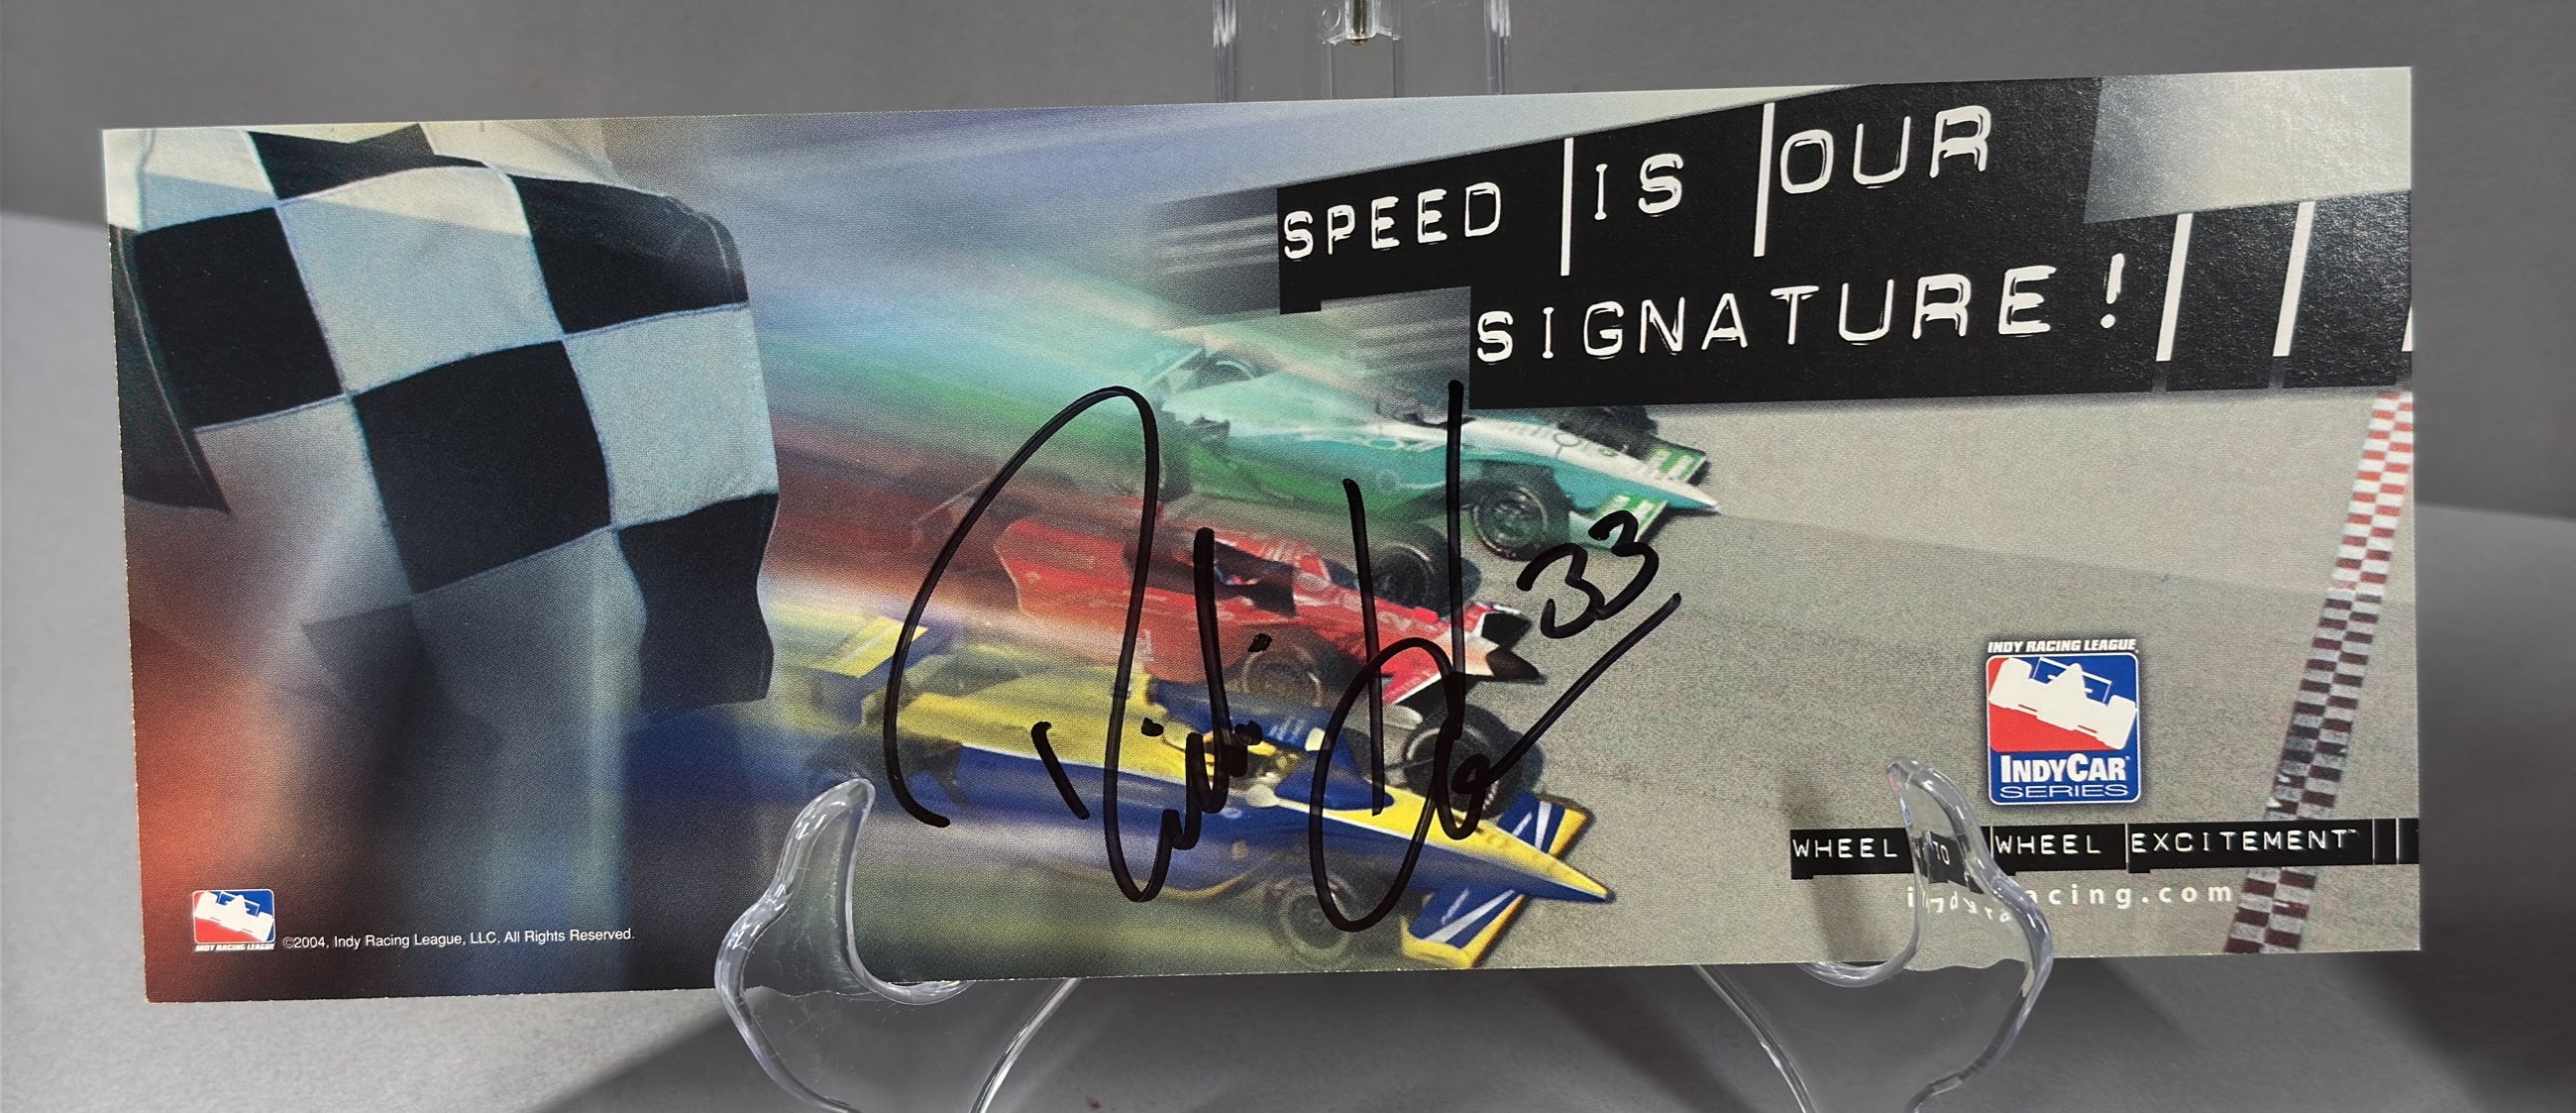 SPEED IS OUR
SIGNATURE!
33
INDY RACING LEAGUE
INDYCAR
SERIES
WHEEL TO WHEEL EXCITEMENT™
indyracing.com
INDY RACING LEAGUE
©2004, Indy Racing League, LLC, All Rights Reserved.